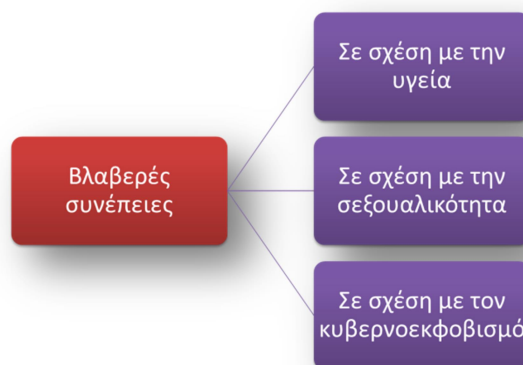 Βλαβερές
συνέπειες
Σε σχέση με την
υγεία
Σε σχέση με την
σεξουαλικότητα
Σε σχέση με τον
κυβερνοεκφοβισμό